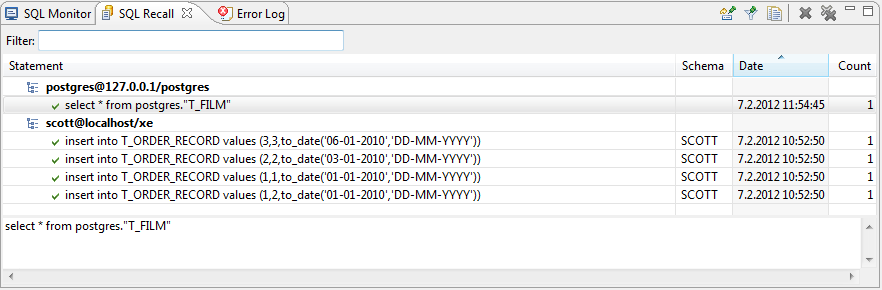 SQL Monitor SQL Recall Error Log
Filter:
Statement Schema Date Count
postgres@127.0.0.1/postgres
select * from postgres."T_FILM" 7.2.2012 11:54:45 1
scott@localhost/xe
insert into T_ORDER_RECORD values (3,3,to_date('06-01-2010','DD-MM-YYYY')) SCOTT 7.2.2012 10:52:50 1
insert into T_ORDER_RECORD values (2,2,to_date('03-01-2010','DD-MM-YYYY')) SCOTT 7.2.2012 10:52:50 1
insert into T_ORDER_RECORD values (1,1,to_date('01-01-2010','DD-MM-YYYY')) SCOTT 7.2.2012 10:52:50 1
insert into T_ORDER_RECORD values (1,2,to_date('01-01-2010','DD-MM-YYYY')) SCOTT 7.2.2012 10:52:50 1
select * from postgres."T_FILM"